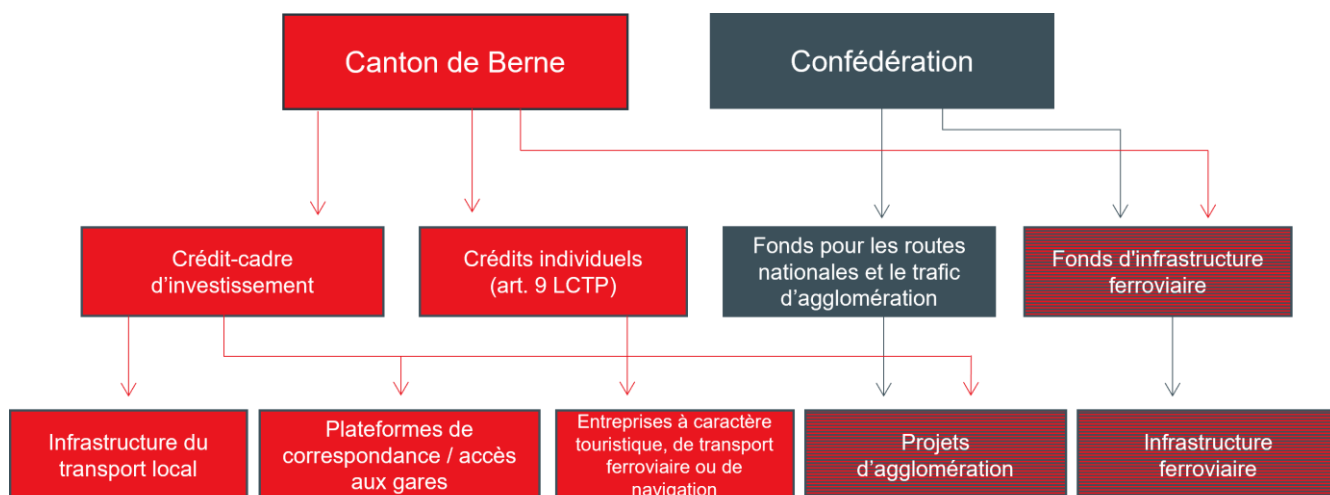 Canton de Berne
Confédération
Crédit-cadre
d’investissement
Crédits individuels
(art. 9 LCTP)
Fonds pour les routes
nationales et le trafic
d’agglomération
Fonds d'infrastructure
ferroviaire
Infrastructure du
transport local
Plateformes de
correspondance / accès
aux gares
Entreprises à caractère
touristique, de transport
ferroviaire ou de
navigation
Projets
d’agglomération
Infrastructure
ferroviaire